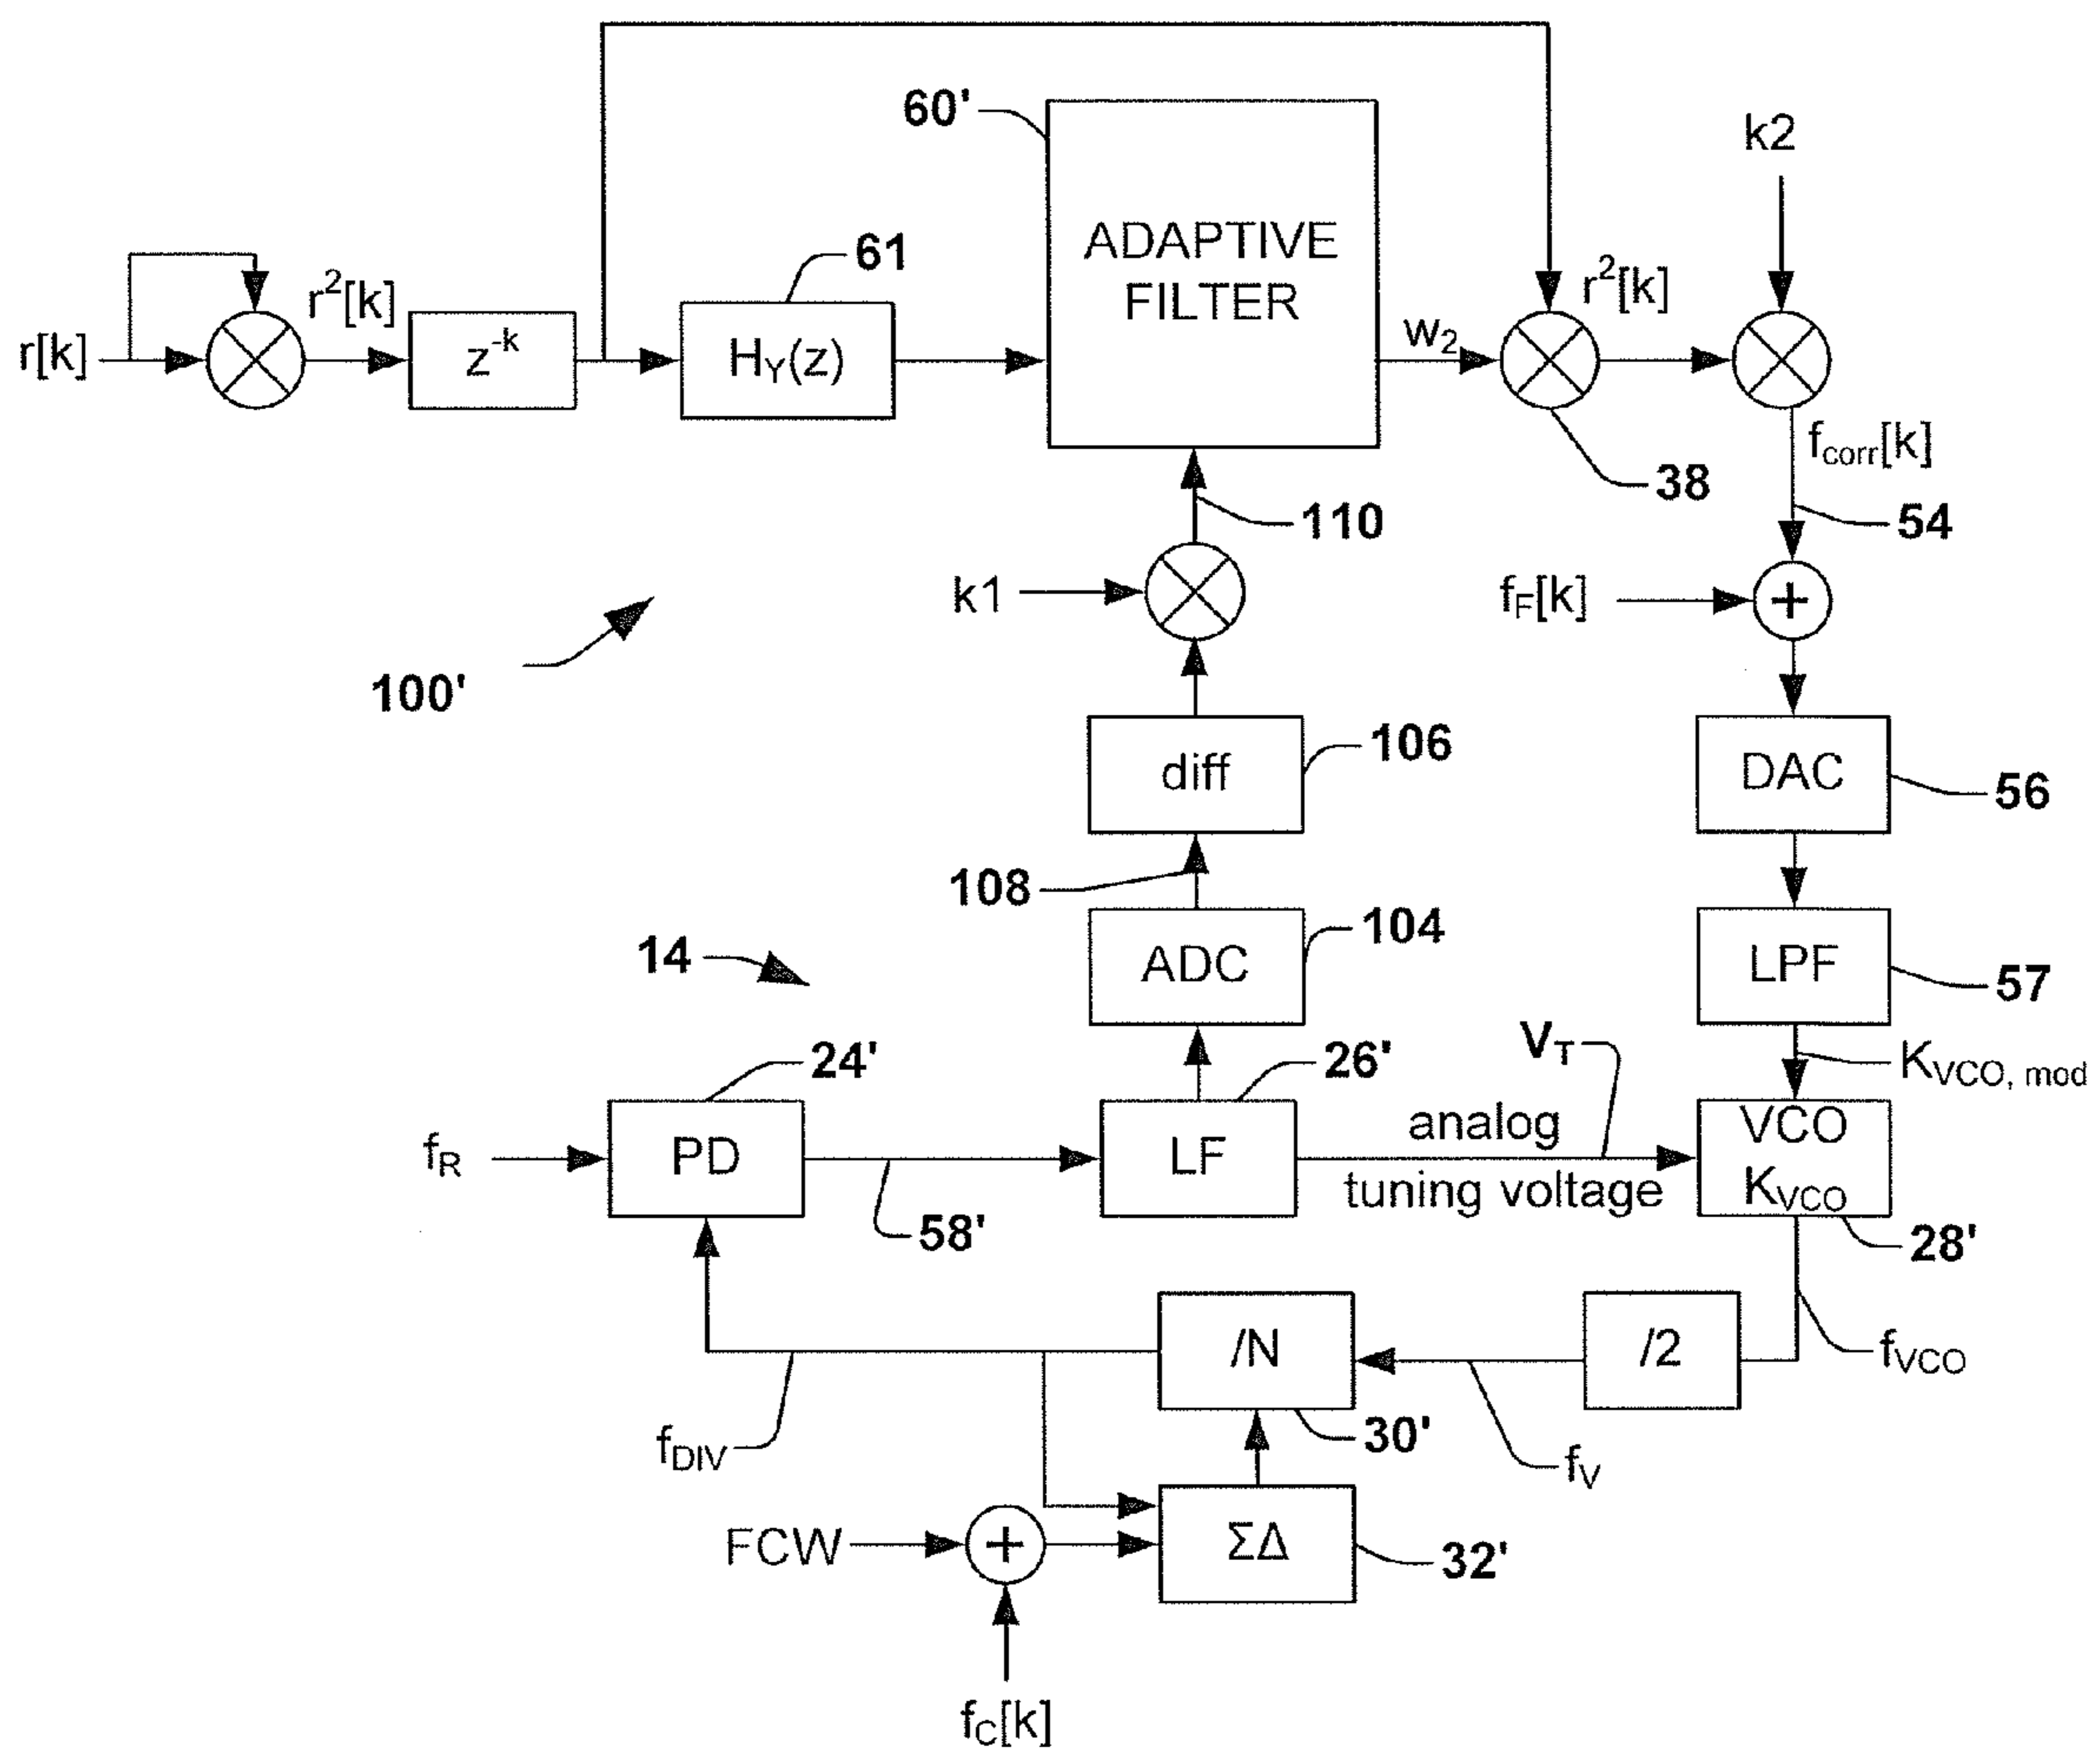 60'
k2
ADAPTIVE
FILTER
61
r²[k]
r²[k]
r[k]
z⁻ᵏ
H_Y(z)
w₂
f_corr[k]
38
110
54
k1
f_F[k]
100'
diff
106
DAC
56
108
ADC
104
LPF
57
14
24'
26'
V_T
K_VCO, mod
f_R
PD
LF
analog
tuning voltage
VCO
K_VCO
58'
28'
/N
/2
f_VCO
f_DIV
30'
f_V
FCW
+
+
ΣΔ
32'
f_C[k]